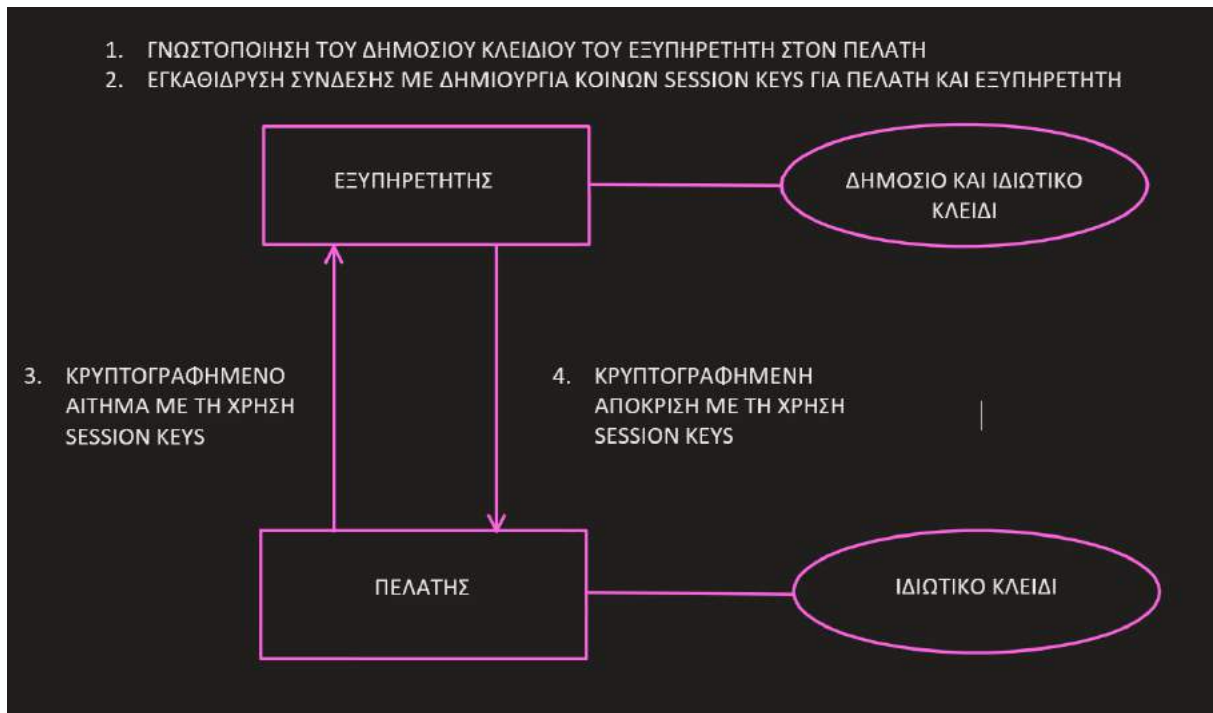 1. ΓΝΩΣΤΟΠΟΙΗΣΗ ΤΟΥ ΔΗΜΟΣΙΟΥ ΚΛΕΙΔΙΟΥ ΤΟΥ ΕΞΥΠΗΡΕΤΗΤΗ ΣΤΟΝ ΠΕΛΑΤΗ
2. ΕΓΚΑΘΙΔΡΥΣΗ ΣΥΝΔΕΣΗΣ ΜΕ ΔΗΜΙΟΥΡΓΙΑ ΚΟΙΝΩΝ SESSION KEYS ΓΙΑ ΠΕΛΑΤΗ ΚΑΙ ΕΞΥΠΗΡΕΤΗΤΗ
ΕΞΥΠΗΡΕΤΗΤΗΣ
ΔΗΜΟΣΙΟ ΚΑΙ ΙΔΙΩΤΙΚΟ
ΚΛΕΙΔΙ
3. ΚΡΥΠΤΟΓΡΑΦΗΜΕΝΟ
ΑΙΤΗΜΑ ΜΕ ΤΗ ΧΡΗΣΗ
SESSION KEYS
4. ΚΡΥΠΤΟΓΡΑΦΗΜΕΝΗ
ΑΠΟΚΡΙΣΗ ΜΕ ΤΗ ΧΡΗΣΗ
SESSION KEYS
ΠΕΛΑΤΗΣ
ΙΔΙΩΤΙΚΟ ΚΛΕΙΔΙ